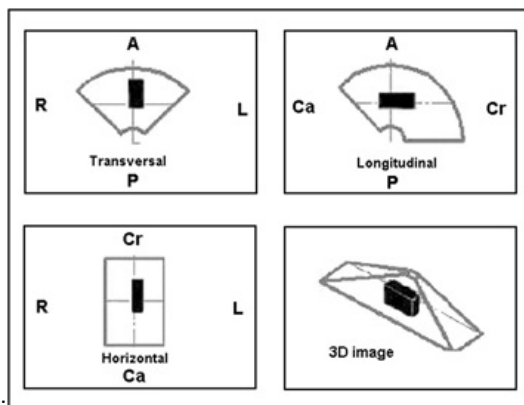 A
R
L
Transversal
P
A
Ca
Cr
Longitudinal
P
Cr
R
L
Horizontal
Ca
3D image